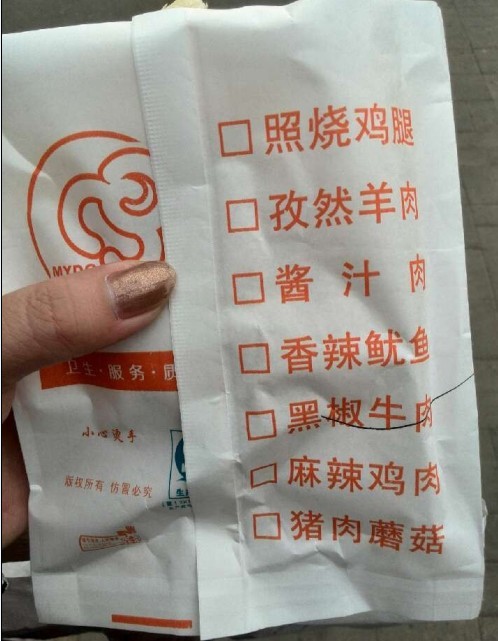 MYDO
卫生·服务·质
小心烫手
版权所有 仿冒必究
照烧鸡腿
孜然羊肉
酱汁肉
香辣鱿鱼
黑椒牛肉
麻辣鸡肉
猪肉蘑菇